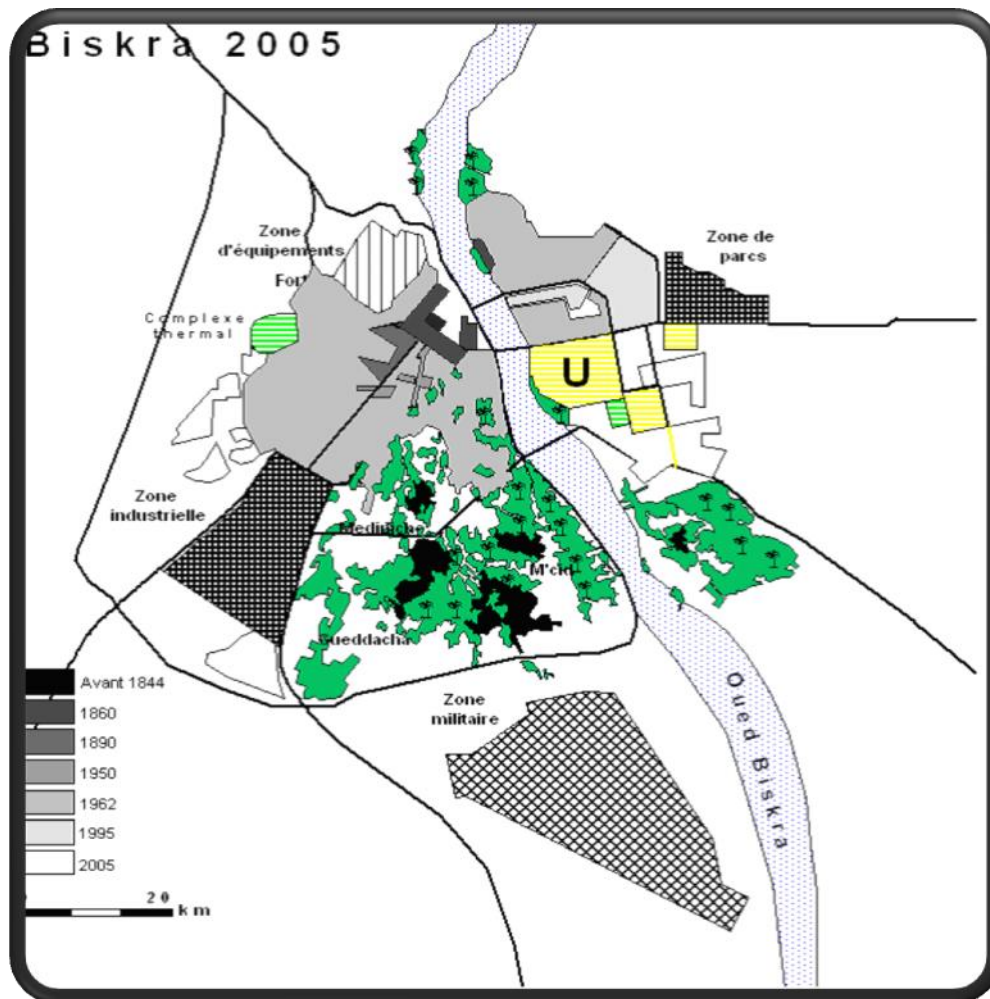 Biskra 2005
Zone
d'équipements
Fort
Complexe
thermal
Zone de
parcs
U
Zone
industrielle
Medinche
M'cid
Gueddacha
Zone
militaire
Oued Biskra
Avant 1844
1860
1890
1950
1962
1995
2005
20
km